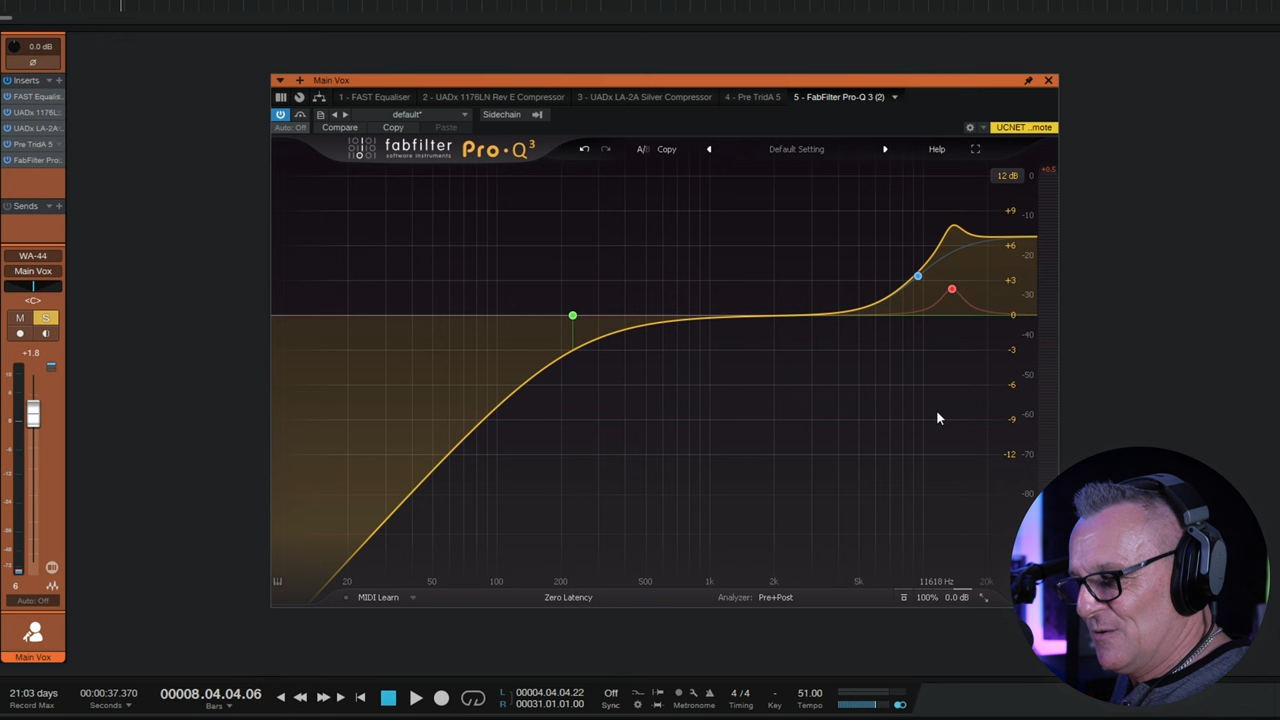 0.0 dB
Ø
Inserts
FAST Equalis..
UADx 1176L..
UADx LA-2A..
Pre TridA 5
FabFilter Pro..
Sends
WA-44
Main Vox
<C>
M S
+1.8
6
Auto: Off
Main Vox
Main Vox
1 - FAST Equaliser 2 - UADx 1176LN Rev E Compressor 3 - UADx LA-2A Silver Compressor 4 - Pre TridA 5 5 - FabFilter Pro-Q 3 (2)
default* Sidechain
Auto: Off Compare Copy Paste UCNET ...mote
fabfilter Pro·Q3
software instruments
A/B Copy Default Setting Help
12 dB 0 +0.5
+9 -10
+6 -20
+3 -30
0 -40
-3 -50
-6 -60
-9
-12 -70
-80
20 50 100 200 500 1k 2k 5k 11618 Hz 20k
MIDI Learn Zero Latency Analyzer: Pre+Post 100% 0.0 dB
21:03 days 00:00:37.370 00008.04.04.06 L 00004.04.04.22 Off 4 / 4 - 51.00
R 00031.01.01.00
Record Max Seconds Bars Sync Metronome Timing Key Tempo